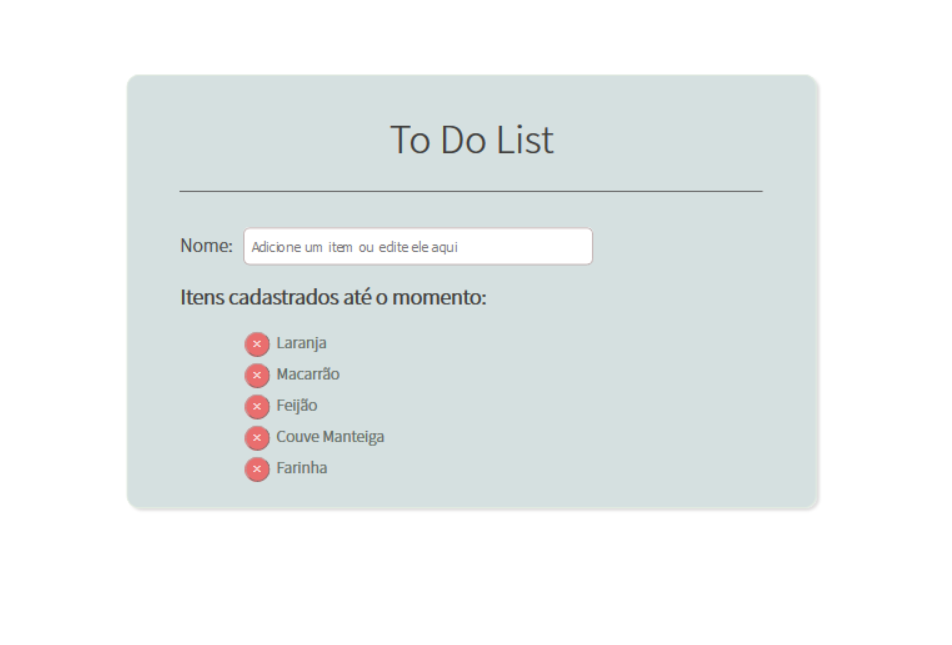 To Do List
Nome: Adicione um item ou edite ele aqui
Itens cadastrados até o momento:
× Laranja
× Macarrão
× Feijão
× Couve Manteiga
× Farinha